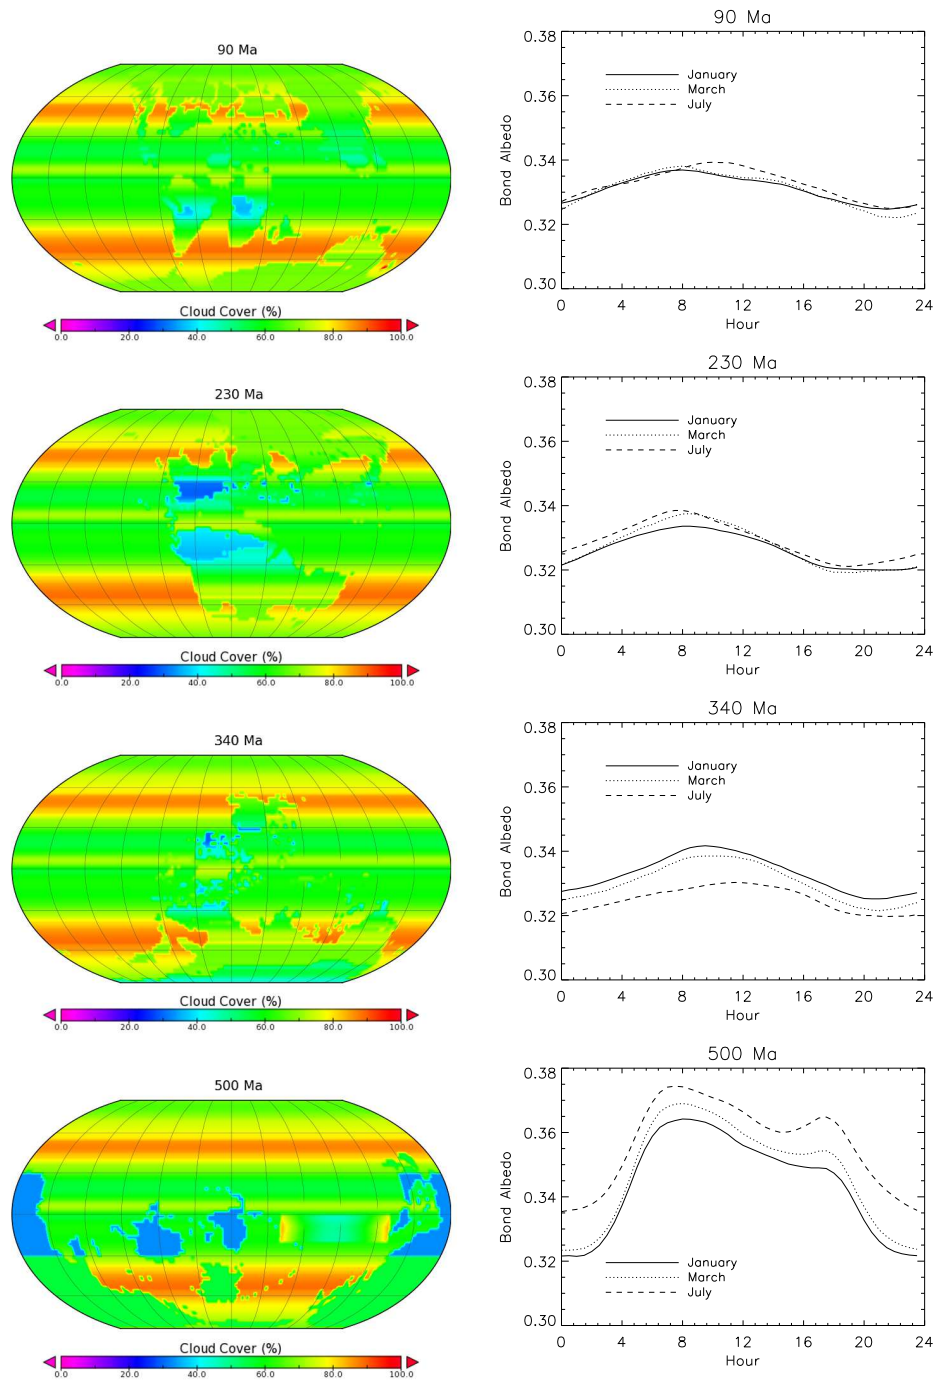 90 Ma
Cloud Cover (%)
0.0 20.0 40.0 60.0 80.0 100.0
90 Ma
0.38
0.36
0.34
0.32
0.30
Bond Albedo
January
March
July
0 4 8 12 16 20 24
Hour
230 Ma
Cloud Cover (%)
0.0 20.0 40.0 60.0 80.0 100.0
230 Ma
0.38
0.36
0.34
0.32
0.30
Bond Albedo
January
March
July
0 4 8 12 16 20 24
Hour
340 Ma
Cloud Cover (%)
0.0 20.0 40.0 60.0 80.0 100.0
340 Ma
0.38
0.36
0.34
0.32
0.30
Bond Albedo
January
March
July
0 4 8 12 16 20 24
Hour
500 Ma
Cloud Cover (%)
0.0 20.0 40.0 60.0 80.0 100.0
500 Ma
0.38
0.36
0.34
0.32
0.30
Bond Albedo
January
March
July
0 4 8 12 16 20 24
Hour